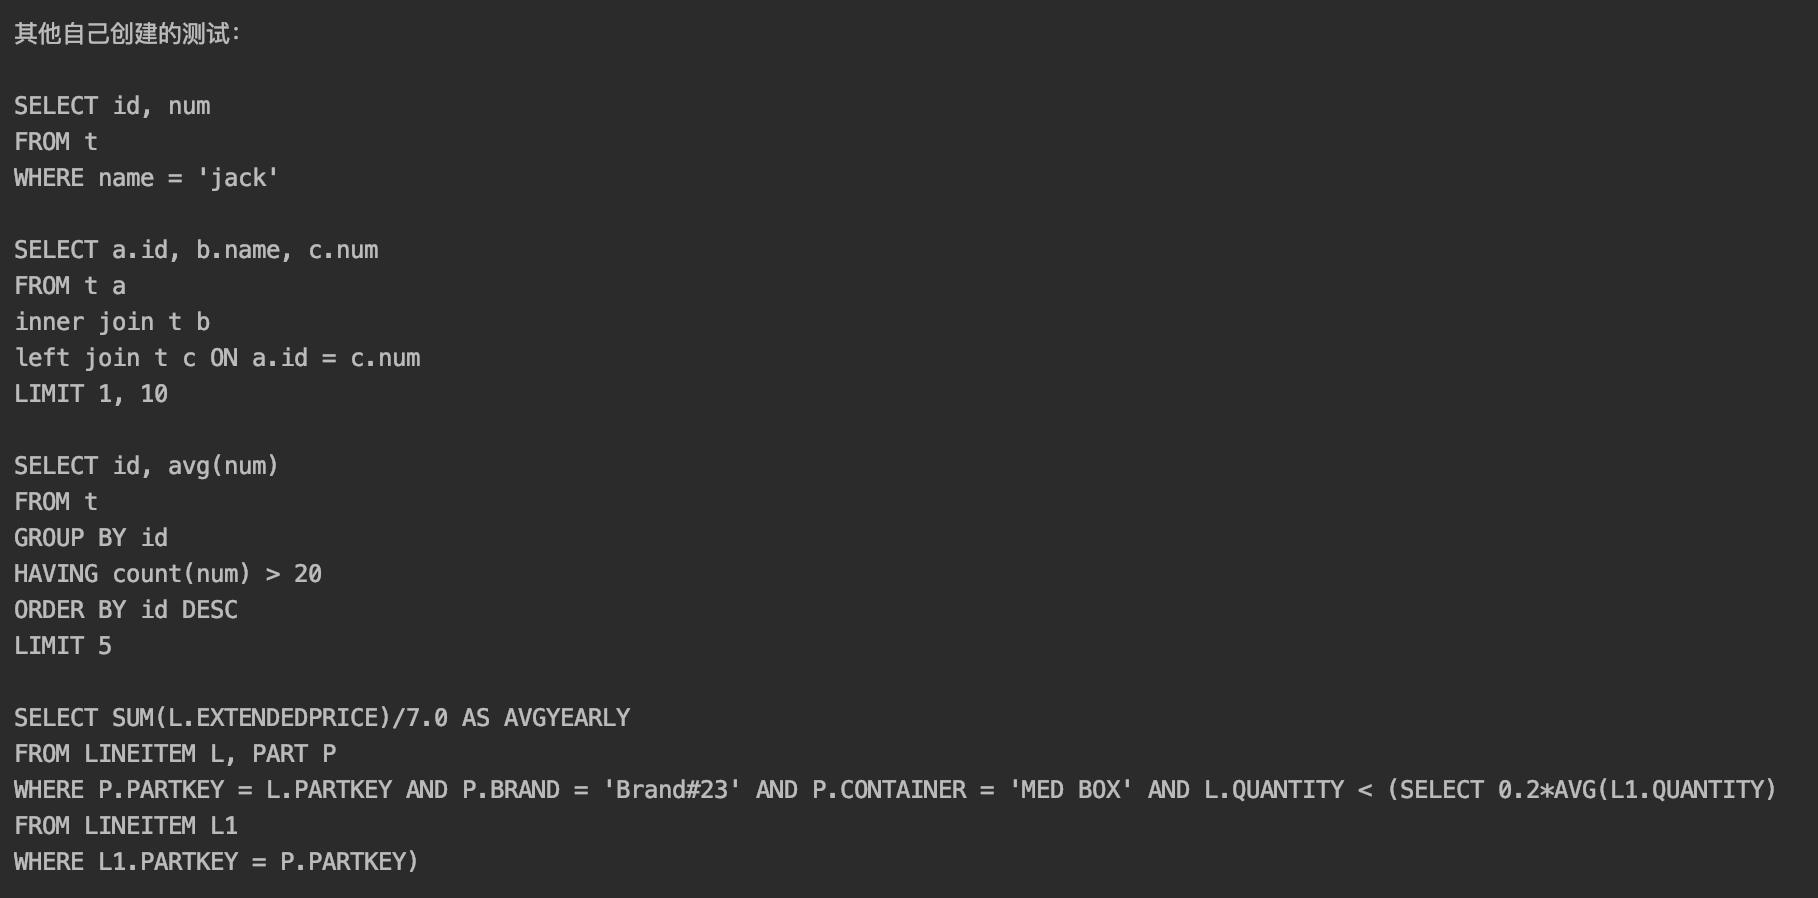 其他自己创建的测试:
SELECT id, num
FROM t
WHERE name = 'jack'
SELECT a.id, b.name, c.num
FROM t a
inner join t b
left join t c ON a.id = c.num
LIMIT 1, 10
SELECT id, avg(num)
FROM t
GROUP BY id
HAVING count(num) > 20
ORDER BY id DESC
LIMIT 5
SELECT SUM(L.EXTENDEDPRICE)/7.0 AS AVGYEARLY
FROM LINEITEM L, PART P
WHERE P.PARTKEY = L.PARTKEY AND P.BRAND = 'Brand#23' AND P.CONTAINER = 'MED BOX' AND L.QUANTITY < (SELECT 0.2*AVG(L1.QUANTITY)
FROM LINEITEM L1
WHERE L1.PARTKEY = P.PARTKEY)